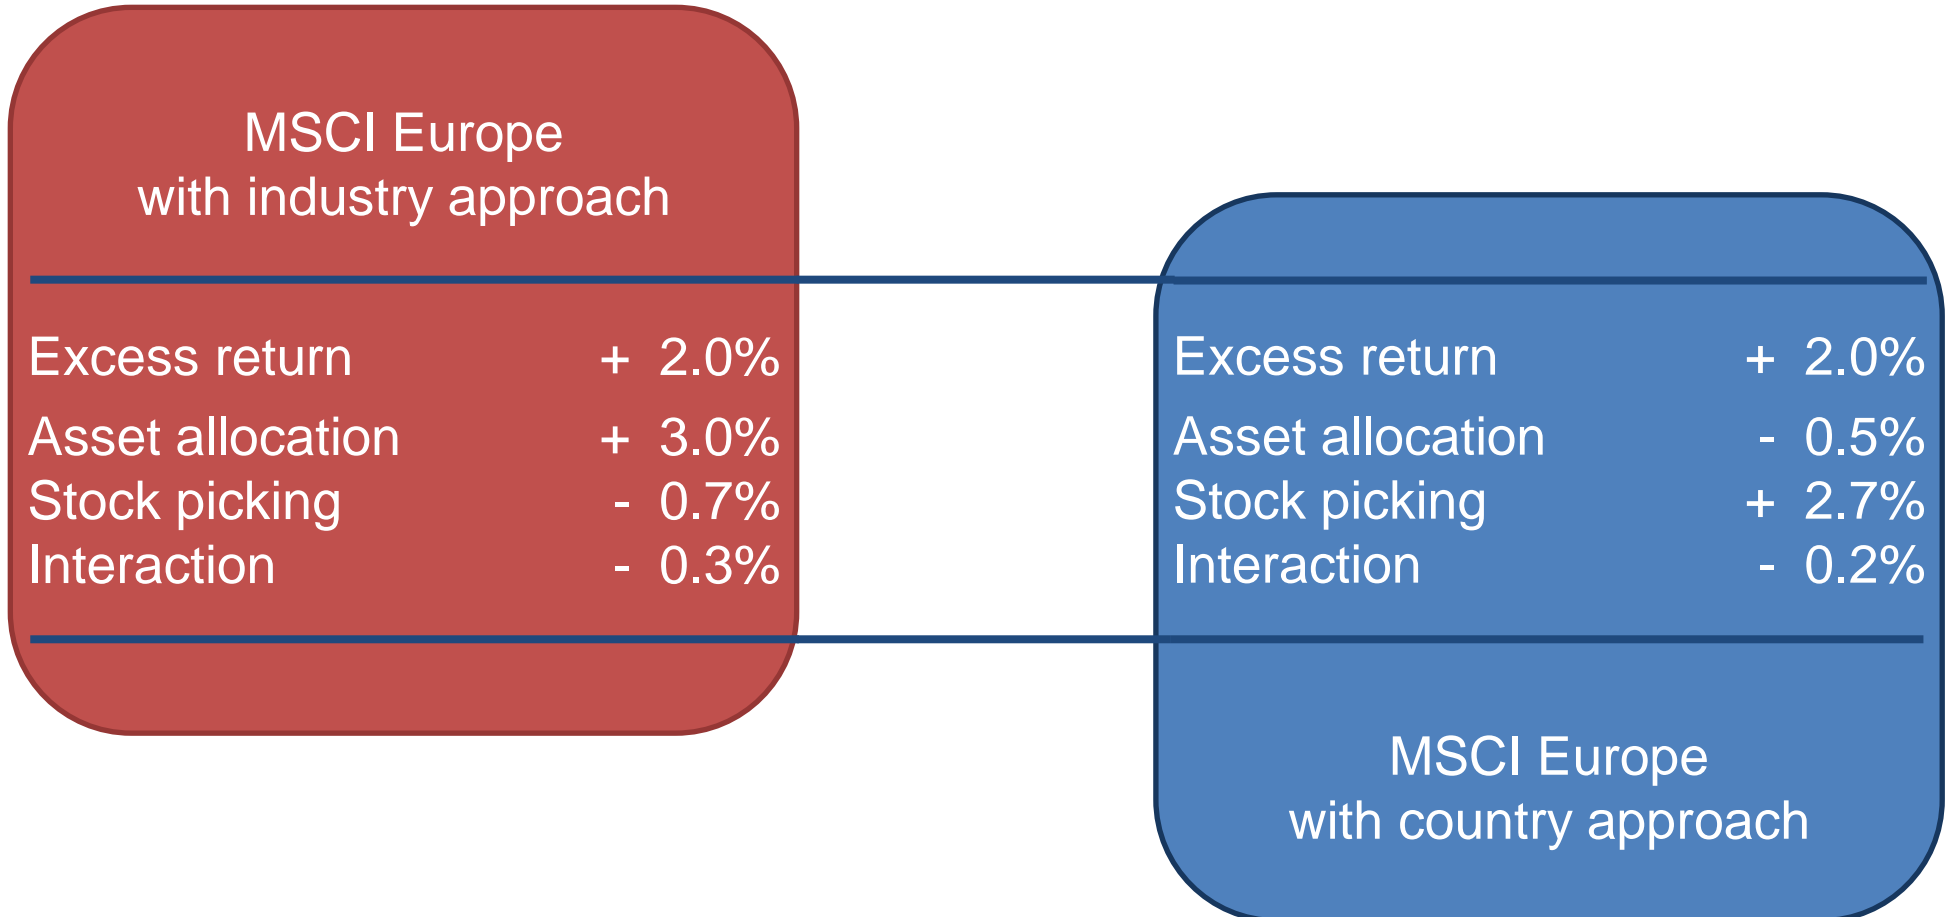 MSCI Europe
with industry approach
Excess return + 2.0%
Asset allocation + 3.0%
Stock picking - 0.7%
Interaction - 0.3%
Excess return + 2.0%
Asset allocation - 0.5%
Stock picking + 2.7%
Interaction - 0.2%
MSCI Europe
with country approach